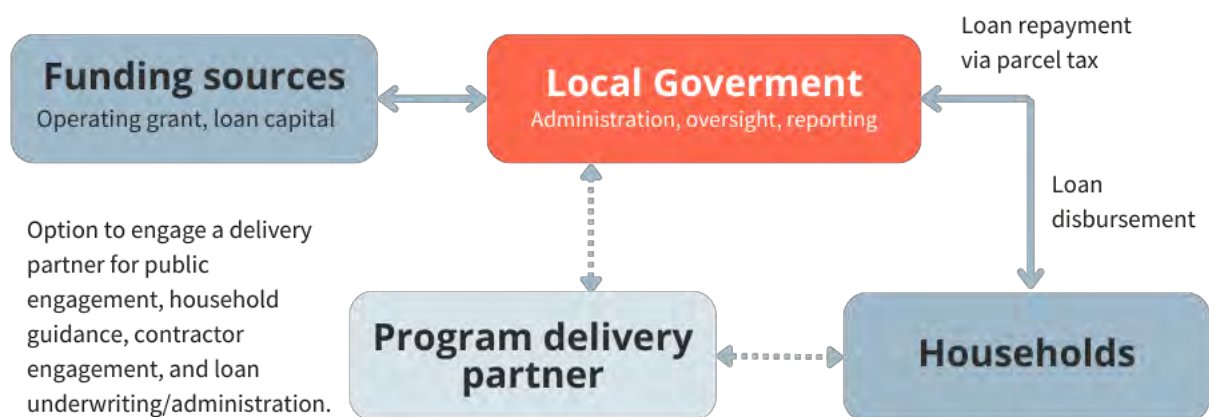 Funding sources
Operating grant, loan capital
Local Goverment
Administration, oversight, reporting
Loan repayment
via parcel tax
Loan
disbursement
Option to engage a delivery
partner for public
engagement, household
guidance, contractor
engagement, and loan
underwriting/administration.
Program delivery
partner
Households